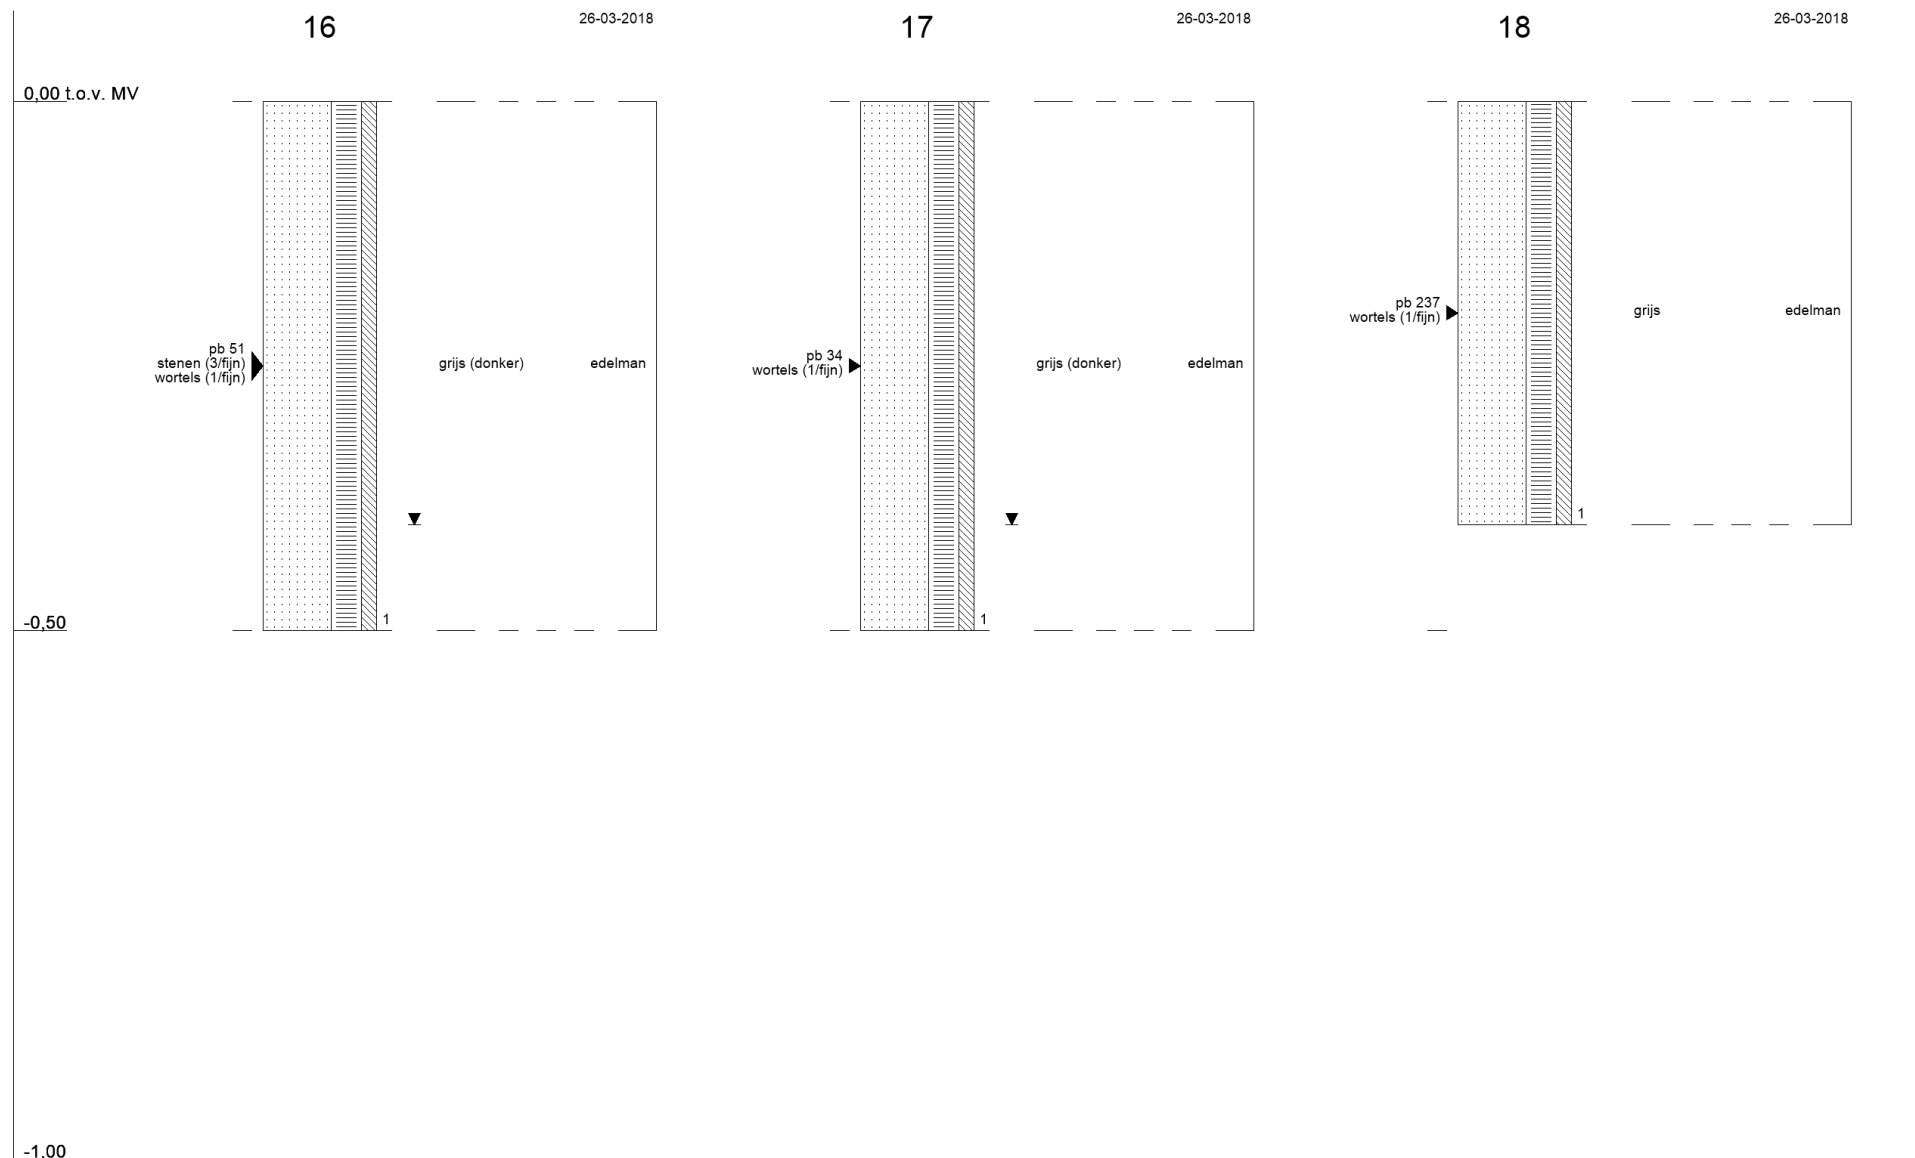 16
26-03-2018
17
26-03-2018
18
26-03-2018
0,00 t.o.v. MV
pb 51
stenen (3/fijn)
wortels (1/fijn)
grijs (donker)
edelman
1
pb 34
wortels (1/fijn)
grijs (donker)
edelman
1
pb 237
wortels (1/fijn)
grijs
edelman
1
-0,50
-1,00